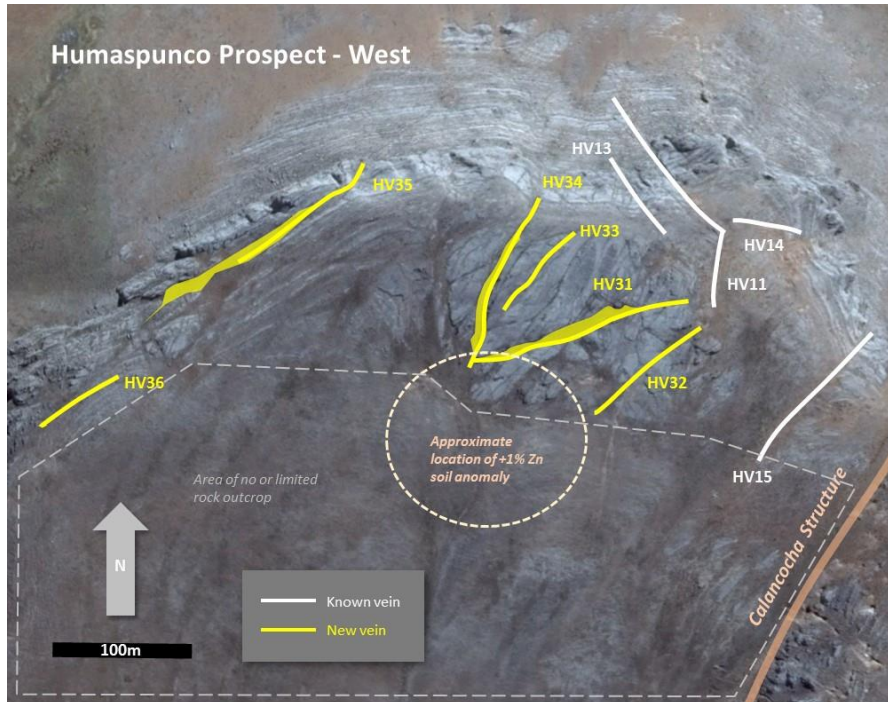 Humaspunco Prospect - West
HV13
HV35
HV34
HV33
HV14
HV31
HV11
HV36
HV32
Approximate
location of +1% Zn
soil anomaly
HV15
Area of no or limited
rock outcrop
Calancocha Structure
N
Known vein
New vein
100m